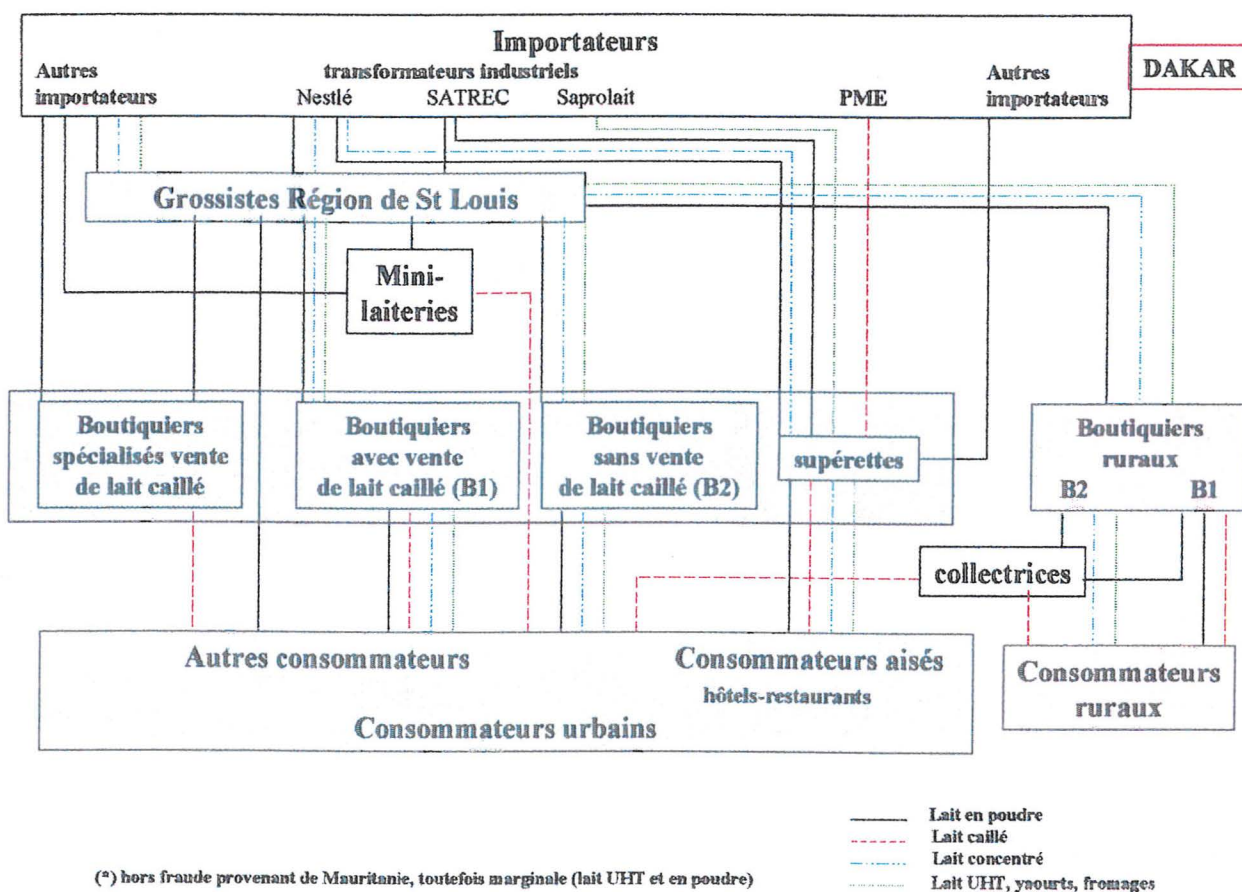 Importateurs
DAKAR
Autres
importateurs
transformateurs industriels
Nestlé
SATREC
Saprolait
PME
Autres
importateurs
Grossistes Région de St Louis
Mini-
laiteries
Boutiquiers
spécialisés vente
de lait caillé
Boutiquiers
avec vente
de lait caillé (B1)
Boutiquiers
sans vente
de lait caillé (B2)
supérettes
Boutiquiers
ruraux
B2
B1
collectrices
Autres consommateurs
Consommateurs aisés
hôtels-restaurants
Consommateurs urbains
Consommateurs
ruraux
Lait en poudre
Lait caillé
Lait concentré
Lait UHT, yaourts, fromages
(*) hors fraude provenant de Mauritanie, toutefois marginale (lait UHT et en poudre)